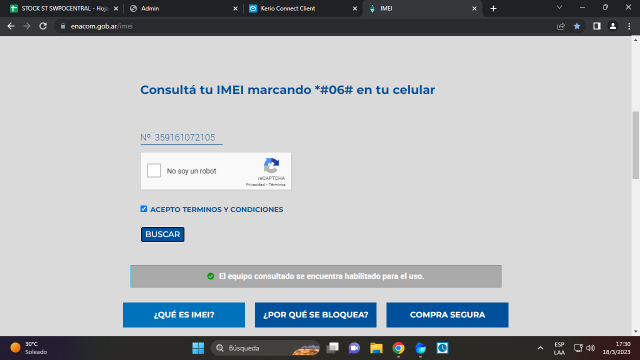 STOCK ST SWPOCENTRAL - Hoja
Admin
Kerio Connect Client
IMEI
enacom.gob.ar/imei
Consultá tu IMEI marcando *#06# en tu celular
Nº 359161072105
No soy un robot
reCAPTCHA
Privacidad - Términos
ACEPTO TERMINOS Y CONDICIONES
BUSCAR
El equipo consultado se encuentra habilitado para el uso.
¿QUÉ ES IMEI?
¿POR QUÉ SE BLOQUEA?
COMPRA SEGURA
30°C
Soleado
Búsqueda
ESP
LAA
17:30
18/3/2023